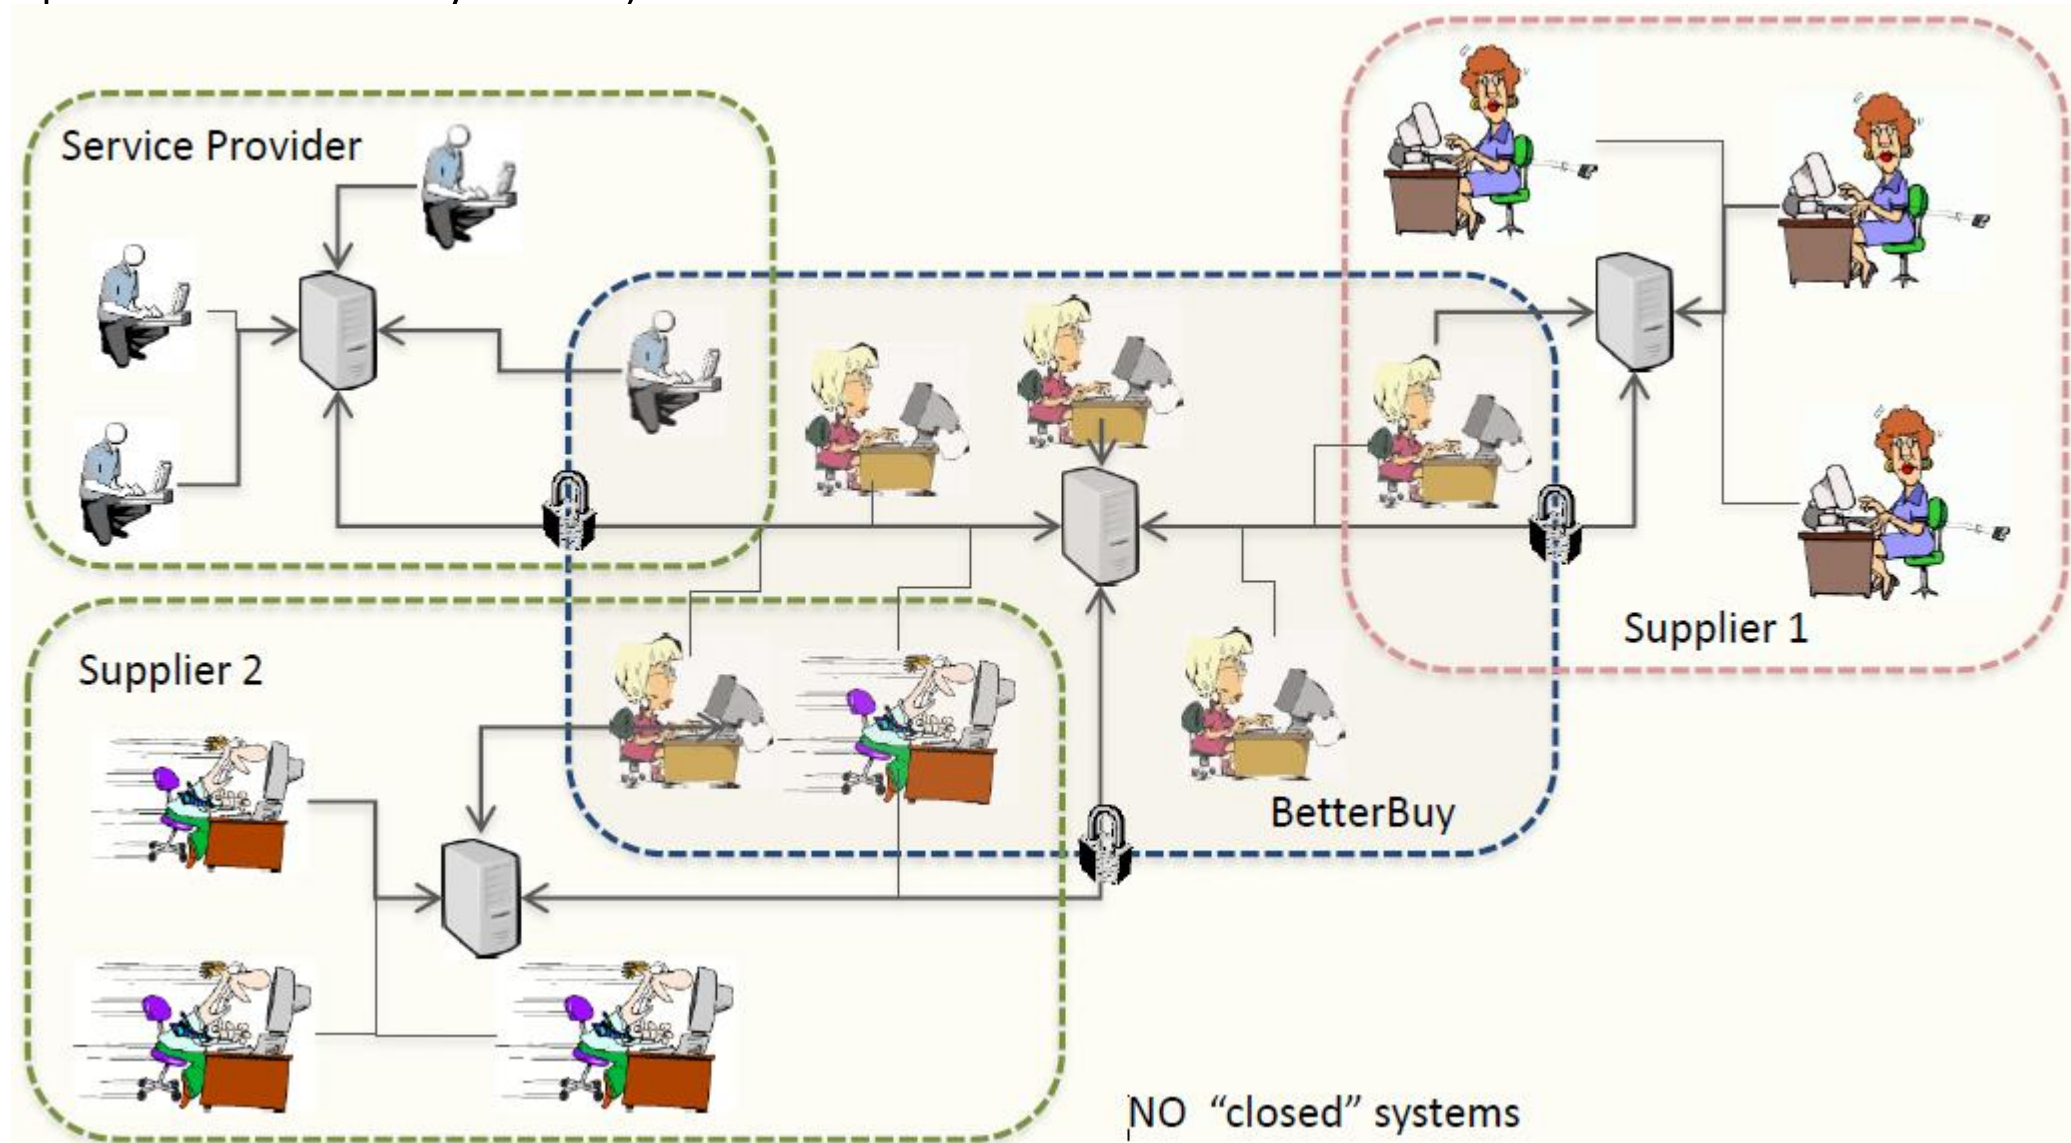 Service Provider
Supplier 1
Supplier 2
BetterBuy
NO “closed” systems